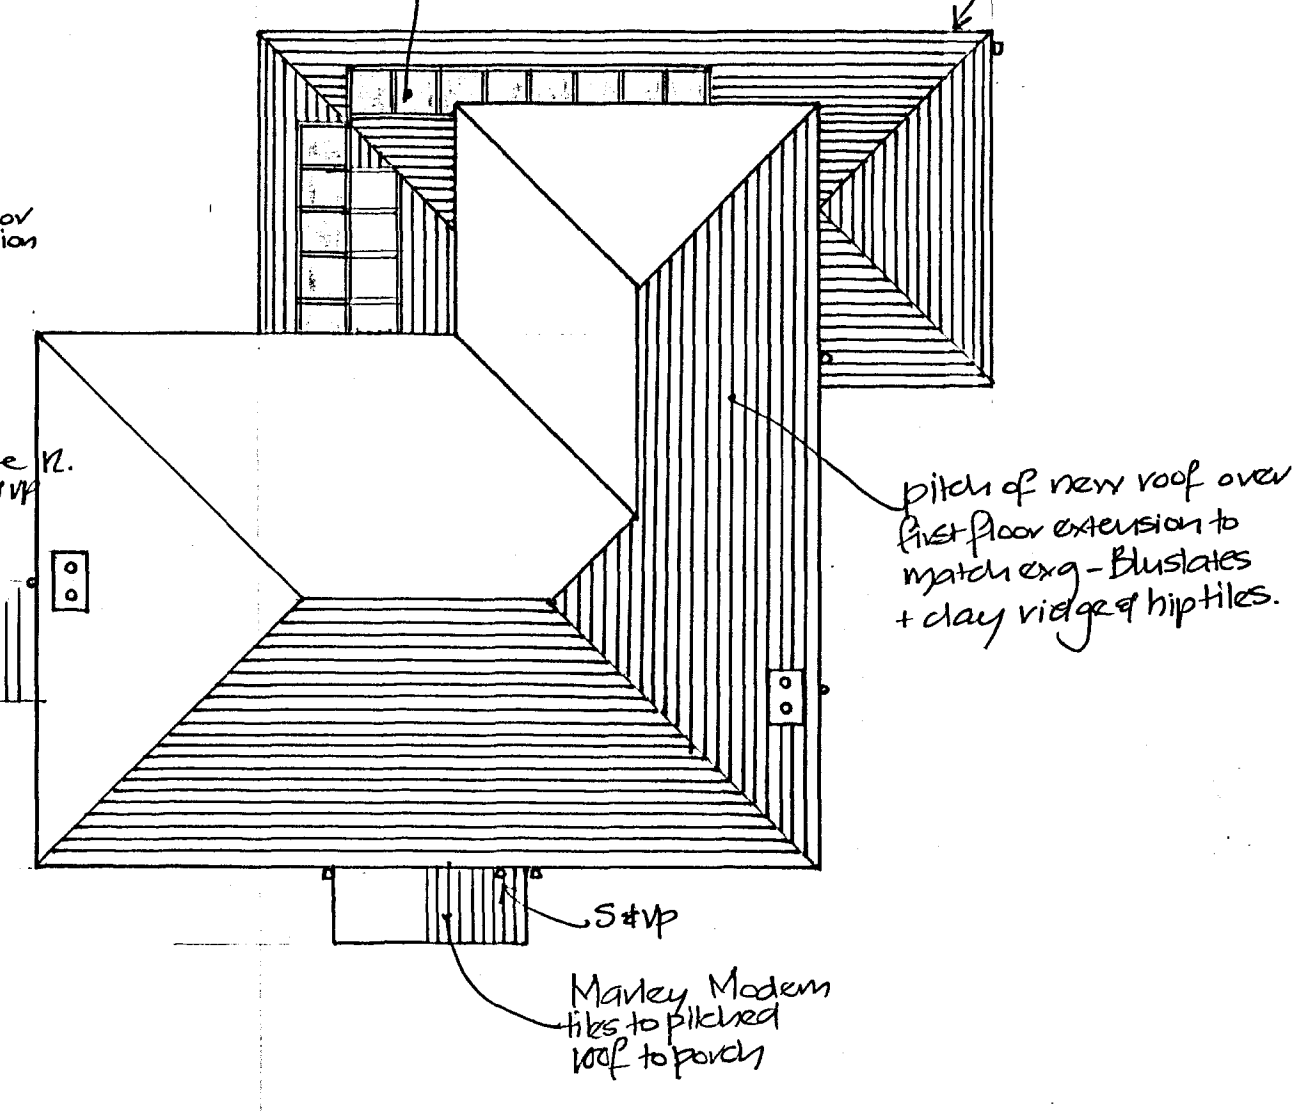 ion
pitch of new roof over
first floor extension to
match exg - Bluslates
+ clay ridge & hip tiles.
S & VP
Marley Modern
tiles to pitched
roof to porch